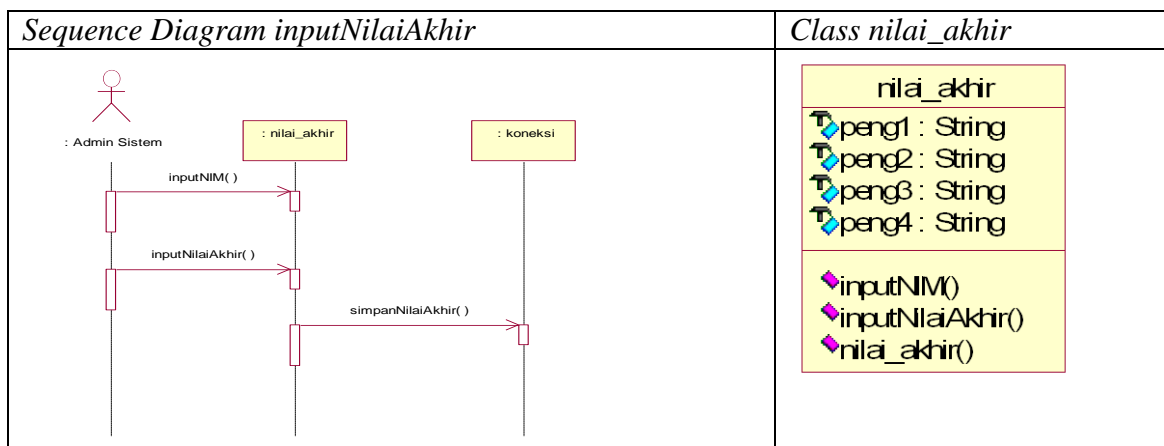 Sequence Diagram inputNilaiAkhir
: Admin Sistem
: nilai_akhir
: koneksi
inputNIM( )
inputNilaiAkhir( )
simpanNilaiAkhir( )
Class nilai_akhir
nilai_akhir
peng1 : String
peng2 : String
peng3 : String
peng4 : String
inputNIM()
inputNilaiAkhir()
nilai_akhir()